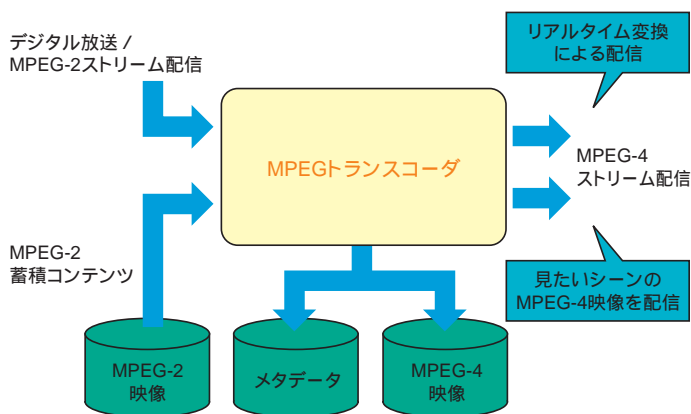 デジタル放送 /
MPEG-2ストリーム配信
リアルタイム変換
による配信
MPEGトランスコーダ
MPEG-4
ストリーム配信
MPEG-2
蓄積コンテンツ
見たいシーンの
MPEG-4映像を配信
MPEG-2
映像
メタデータ
MPEG-4
映像